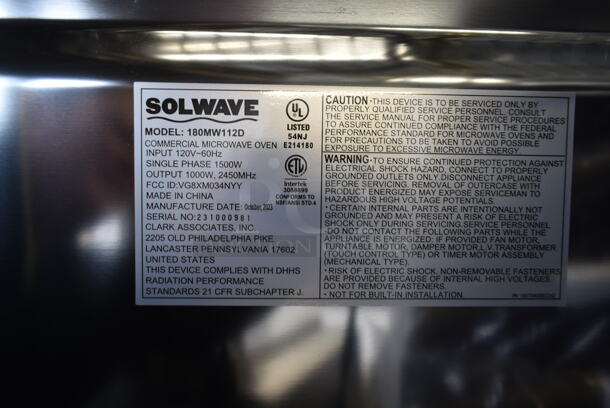 SOLWAVE
MODEL: 180MW112D
COMMERCIAL MICROWAVE OVEN
INPUT 120V~60Hz
SINGLE PHASE 1500W
OUTPUT 1000W, 2450MHz
FCC ID:VG8XM034NYY
MADE IN CHINA
MANUFACTURE DATE: October, 2023
SERIAL NO:231000981
CLARK ASSOCIATES, INC.
2205 OLD PHILADELPHIA PIKE
LANCASTER PENNSYLVANIA 17602
UNITED STATES
THIS DEVICE COMPLIES WITH DHHS
RADIATION PERFORMANCE
STANDARDS 21 CFR SUBCHAPTER J.
UL
LISTED
54NJ
E214180
ETL
Intertek
3058899
CONFORMS TO
NSF/ANSI STD.4
CAUTION -THIS DEVICE IS TO BE SERVICED ONLY BY
PROPERLY QUALIFIED SERVICE PERSONNEL. CONSULT
THE SERVICE MANUAL FOR PROPER SERVICE PROCEDURES
TO ASSURE CONTINUED COMPLIANCE WITH THE FEDERAL
PERFORMANCE STANDARD FOR MICROWAVE OVENS AND
FOR PRECAUTIONS TO BE TAKEN TO AVOID POSSIBLE
EXPOSURE TO EXCESSIVE MICROWAVE ENERGY.
WARNING- TO ENSURE CONTINUED PROTECTION AGAINST
ELECTRICAL SHOCK HAZARD, CONNECT TO PROPERLY
GROUNDED OUTLETS ONLY.DISCONNECT APPLIANCE
BEFORE SERVICING. REMOVAL OF OUTERCASE WITH
PRODUCT ENERGIZED MAY EXPOSE SERVICEMAN TO
HAZARDOUS HIGH VOLTAGE POTENTIALS.
· CERTAIN INTERNAL PARTS ARE INTENTIONALLY NOT
GROUNDED AND MAY PRESENT A RISK OF ELECTRIC
SHOCK ONLY DURING SERVICING.SERVICE PERSONNEL
DO NOT CONTACT THE FOLLOWING PARTS WHILE THE
APPLIANCE IS ENERGIZED: IF PROVIDED FAN MOTOR,
TURNTABLE MOTOR, DAMPER MOTOR,L.V.TRANSFORMER
(TOUCH CONTROL TYPE) OR TIMER MOTOR ASSEMBLY
(MECHANICAL TYPE).
· RISK OF ELECTRIC SHOCK. NON-REMOVABLE FASTENERS
ARE PROVIDED BECAUSE OF INTERNAL HIGH VOLTAGES.
DO NOT REMOVE FASTENERS.
· NOT FOR BUILT-IN INSTALLATION.